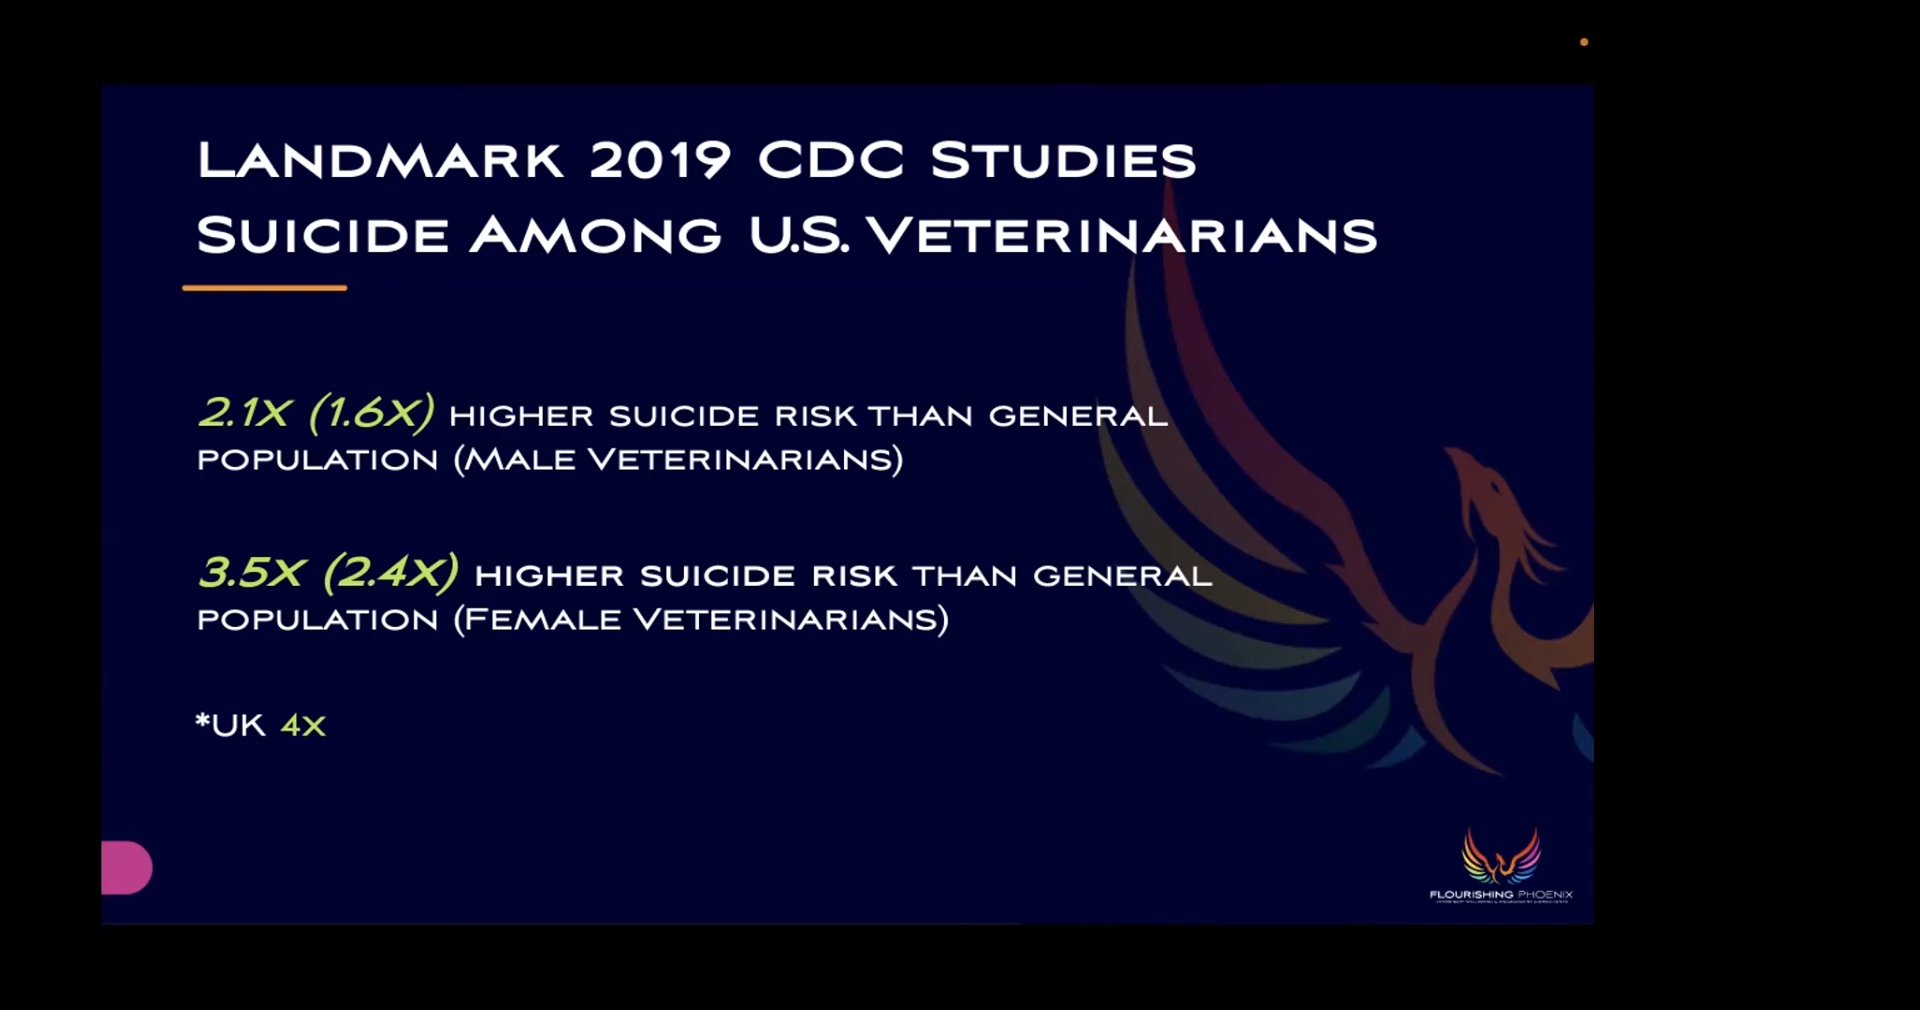 LANDMARK 2019 CDC STUDIES
SUICIDE AMONG U.S. VETERINARIANS
2.1X (1.6X) HIGHER SUICIDE RISK THAN GENERAL
POPULATION (MALE VETERINARIANS)
3.5X (2.4X) HIGHER SUICIDE RISK THAN GENERAL
POPULATION (FEMALE VETERINARIANS)
*UK 4X
FLOURISHING PHOENIX